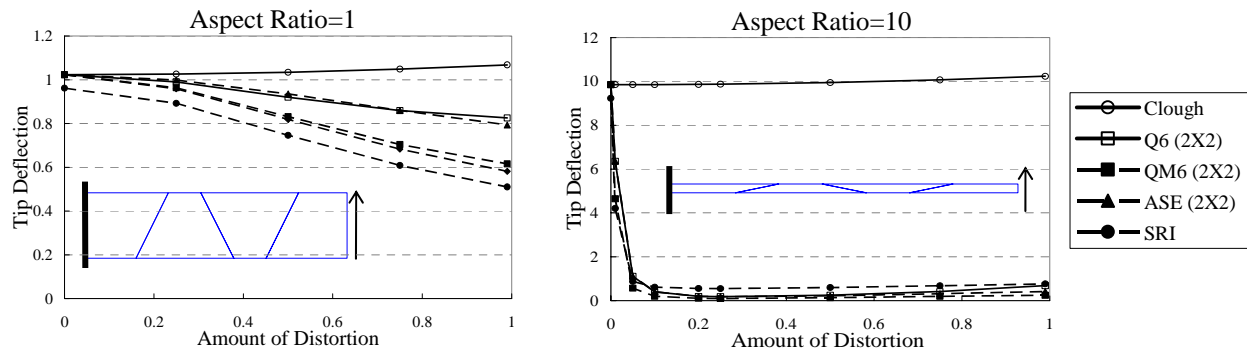 Aspect Ratio=1
Tip Deflection
1.2
1
0.8
0.6
0.4
0.2
0
0 0.2 0.4 0.6 0.8 1
Amount of Distortion
Aspect Ratio=10
Tip Deflection
12
10
8
6
4
2
0
0 0.2 0.4 0.6 0.8 1
Amount of Distortion
Clough
Q6 (2X2)
QM6 (2X2)
ASE (2X2)
SRI